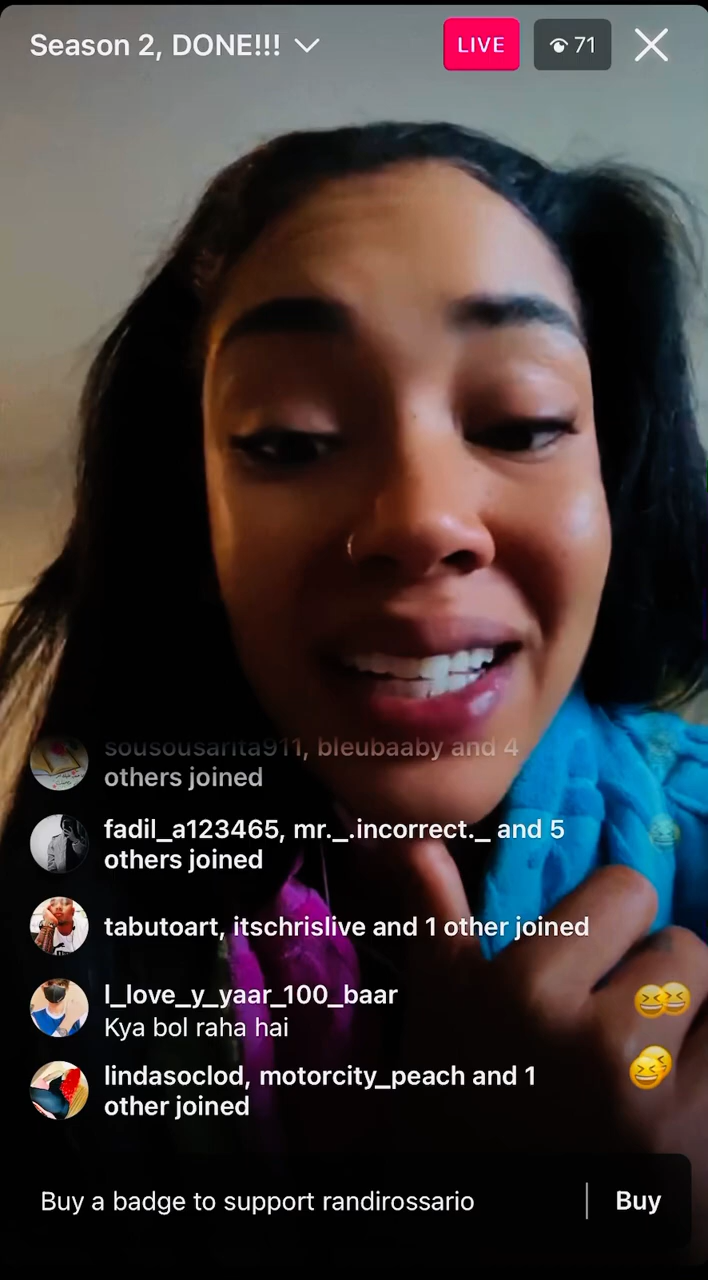 Season 2, DONE!!!
LIVE
71
sousousarita911, bleubaaby and 4
others joined
fadil_a123465, mr._.incorrect._ and 5
others joined
tabutoart, itschrislive and 1 other joined
l_love_y_yaar_100_baar
Kya bol raha hai
lindasoclod, motorcity_peach and 1
other joined
Buy a badge to support randirossario
Buy